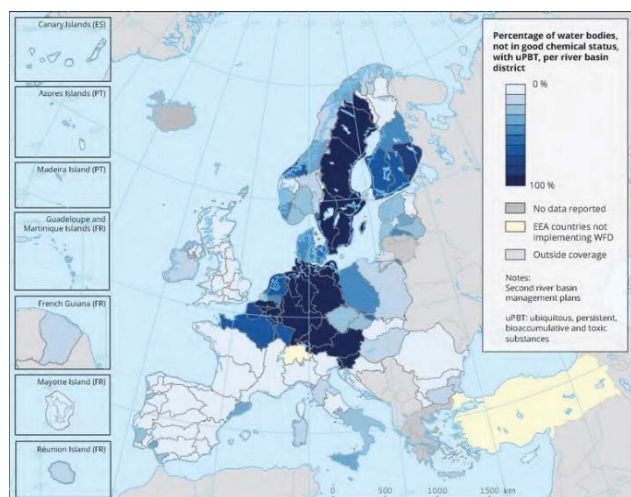 Canary Islands (ES)
Azores Islands (PT)
Madeira Island (PT)
Guadeloupe and
Martinique Islands (FR)
French Guiana (FR)
Mayotte Island (FR)
Réunion Island (FR)
Percentage of water bodies,
not in good chemical status,
with uPBT, per river basin
district
0 %
100 %
No data reported
EEA countries not
implementing WFD
Outside coverage
Notes:
Second river basin
management plans
uPBT: ubiquitous, persistent,
bioaccumulative and toxic
substances
0 500 1000 1500 km